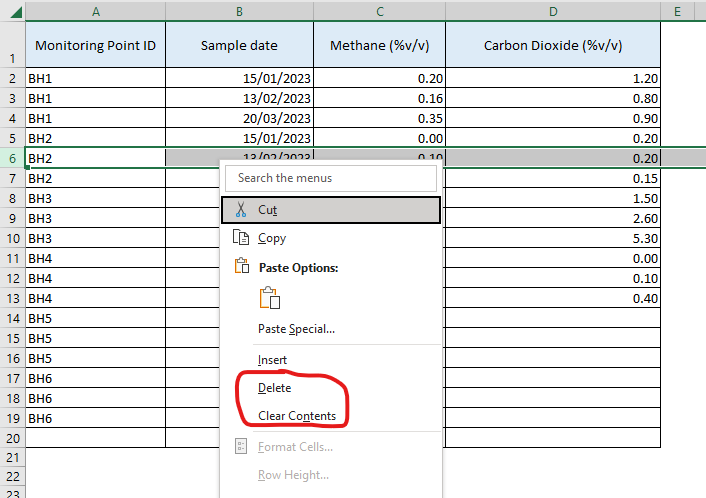 A B C D E
1 Monitoring Point ID Sample date Methane (%v/v) Carbon Dioxide (%v/v)
2 BH1 15/01/2023 0.20 1.20
3 BH1 13/02/2023 0.16 0.80
4 BH1 20/03/2023 0.35 0.90
5 BH2 15/01/2023 0.00 0.20
6 BH2 13/02/2023 0.10 0.20
7 BH2 0.15
8 BH3 1.50
9 BH3 2.60
10 BH3 5.30
11 BH4 0.00
12 BH4 0.10
13 BH4 0.40
14 BH5
15 BH5
16 BH5
17 BH6
18 BH6
19 BH6
20
21
22
23
Search the menus
Cut
Copy
Paste Options:
Paste Special...
Insert
Delete
Clear Contents
Format Cells...
Row Height...